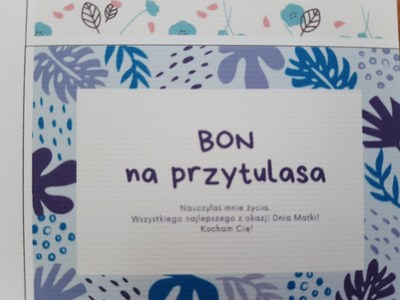 BON
na przytulasa
Nauczyłaś mnie życia.
Wszystkiego najlepszego z okazji Dnia Matki!
Kocham Cię!